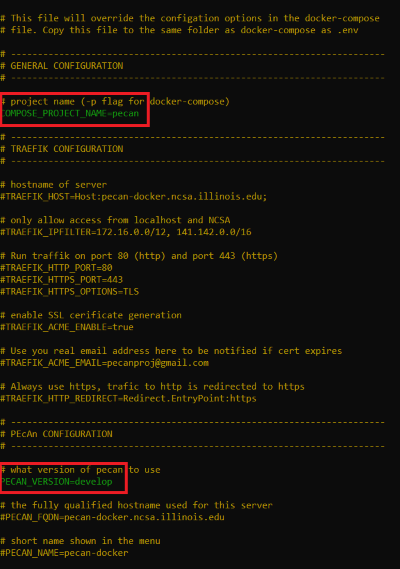 # This file will override the configation options in the docker-compose
# file. Copy this file to the same folder as docker-compose as .env
# ----------------------------------------------------------------------
# GENERAL CONFIGURATION
# ----------------------------------------------------------------------
# project name (-p flag for docker-compose)
COMPOSE_PROJECT_NAME=pecan
# ----------------------------------------------------------------------
# TRAEFIK CONFIGURATION
# ----------------------------------------------------------------------
# hostname of server
#TRAEFIK_HOST=Host:pecan-docker.ncsa.illinois.edu;
# only allow access from localhost and NCSA
#TRAEFIK_IPFILTER=172.16.0.0/12, 141.142.0.0/16
# Run traffik on port 80 (http) and port 443 (https)
#TRAEFIK_HTTP_PORT=80
#TRAEFIK_HTTPS_PORT=443
#TRAEFIK_HTTPS_OPTIONS=TLS
# enable SSL cerificate generation
#TRAEFIK_ACME_ENABLE=true
# Use you real email address here to be notified if cert expires
#TRAEFIK_ACME_EMAIL=pecanproj@gmail.com
# Always use https, trafic to http is redirected to https
#TRAEFIK_HTTP_REDIRECT=Redirect.EntryPoint:https
# ----------------------------------------------------------------------
# PEcAn CONFIGURATION
# ----------------------------------------------------------------------
# what version of pecan to use
PECAN_VERSION=develop
# the fully qualified hostname used for this server
#PECAN_FQDN=pecan-docker.ncsa.illinois.edu
# short name shown in the menu
#PECAN_NAME=pecan-docker